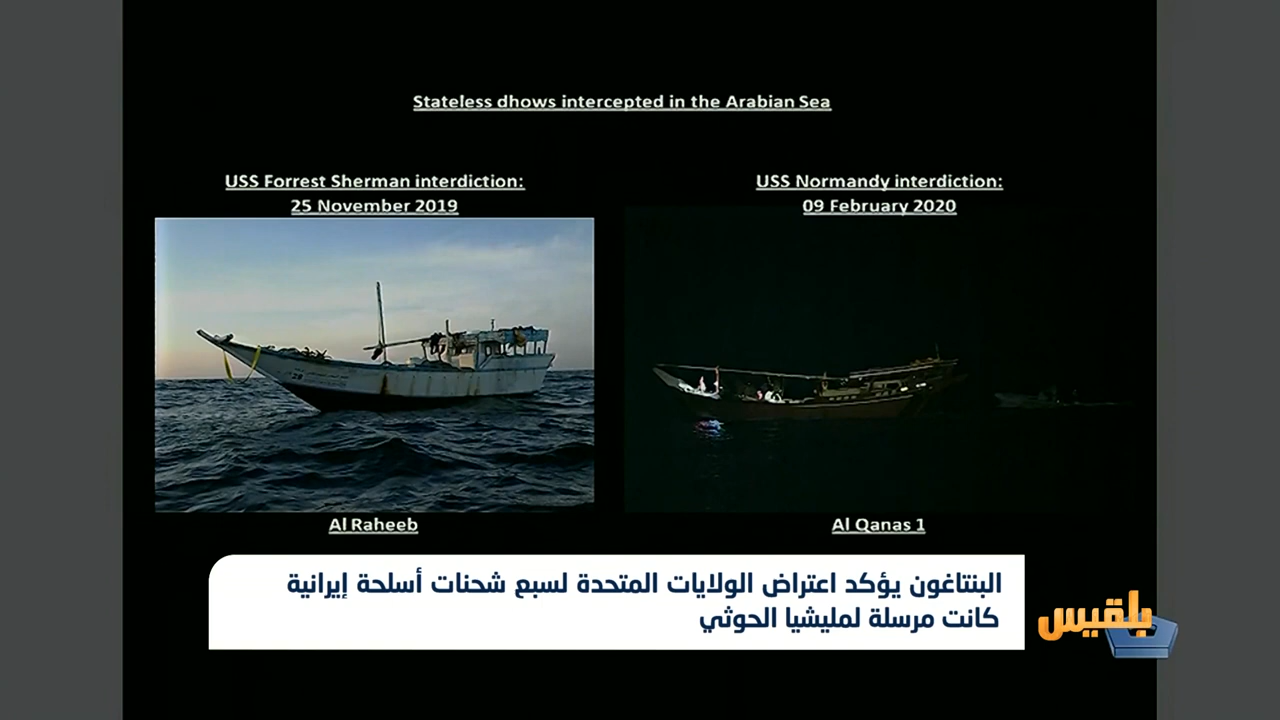 Stateless dhows intercepted in the Arabian Sea
USS Forrest Sherman interdiction:
25 November 2019
USS Normandy interdiction:
09 February 2020
Al Raheeb
Al Qanas 1
البنتاغون يؤكد اعتراض الولايات المتحدة لسبع شحنات أسلحة إيرانية
كانت مرسلة لمليشيا الحوثي
بلقيس